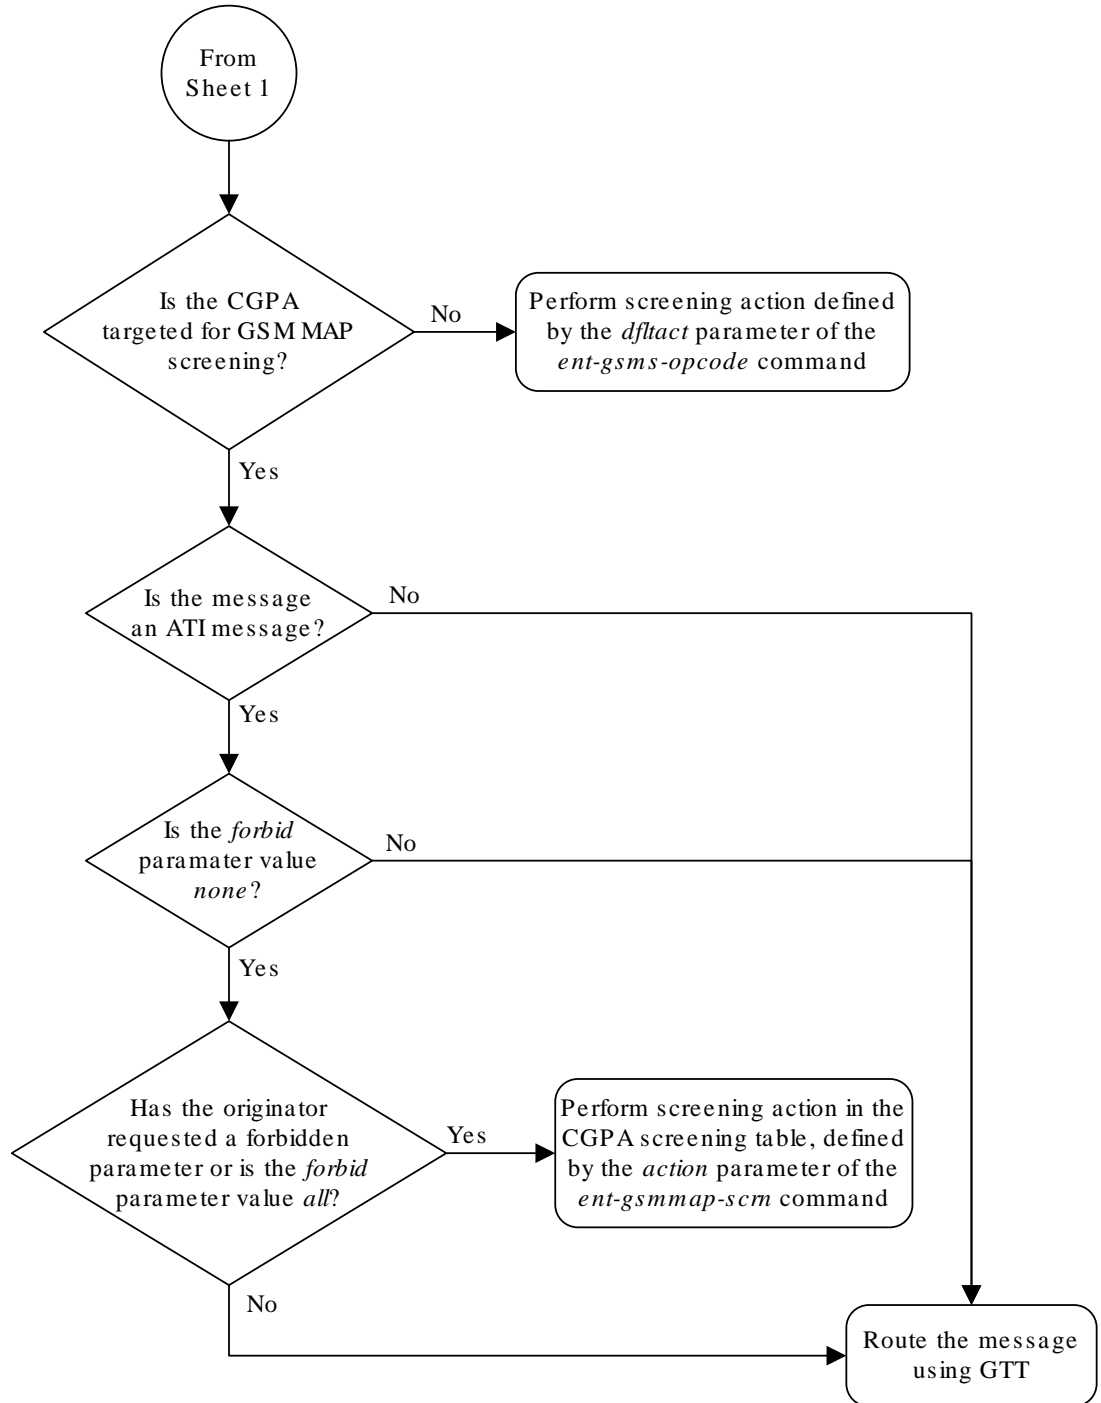 From
Sheet 1
Is the CGPA
targeted for GSM MAP
screening?
No
Perform screening action defined
by the dfltact parameter of the
ent-gsms-opcode command
Yes
Is the message
an ATI message?
No
Yes
Is the forbid
paramater value
none?
No
Yes
Has the originator
requested a forbidden
parameter or is the forbid
parameter value all?
Yes
Perform screening action in the
CGPA screening table, defined
by the action parameter of the
ent-gsmmap-scrn command
No
Route the message
using GTT